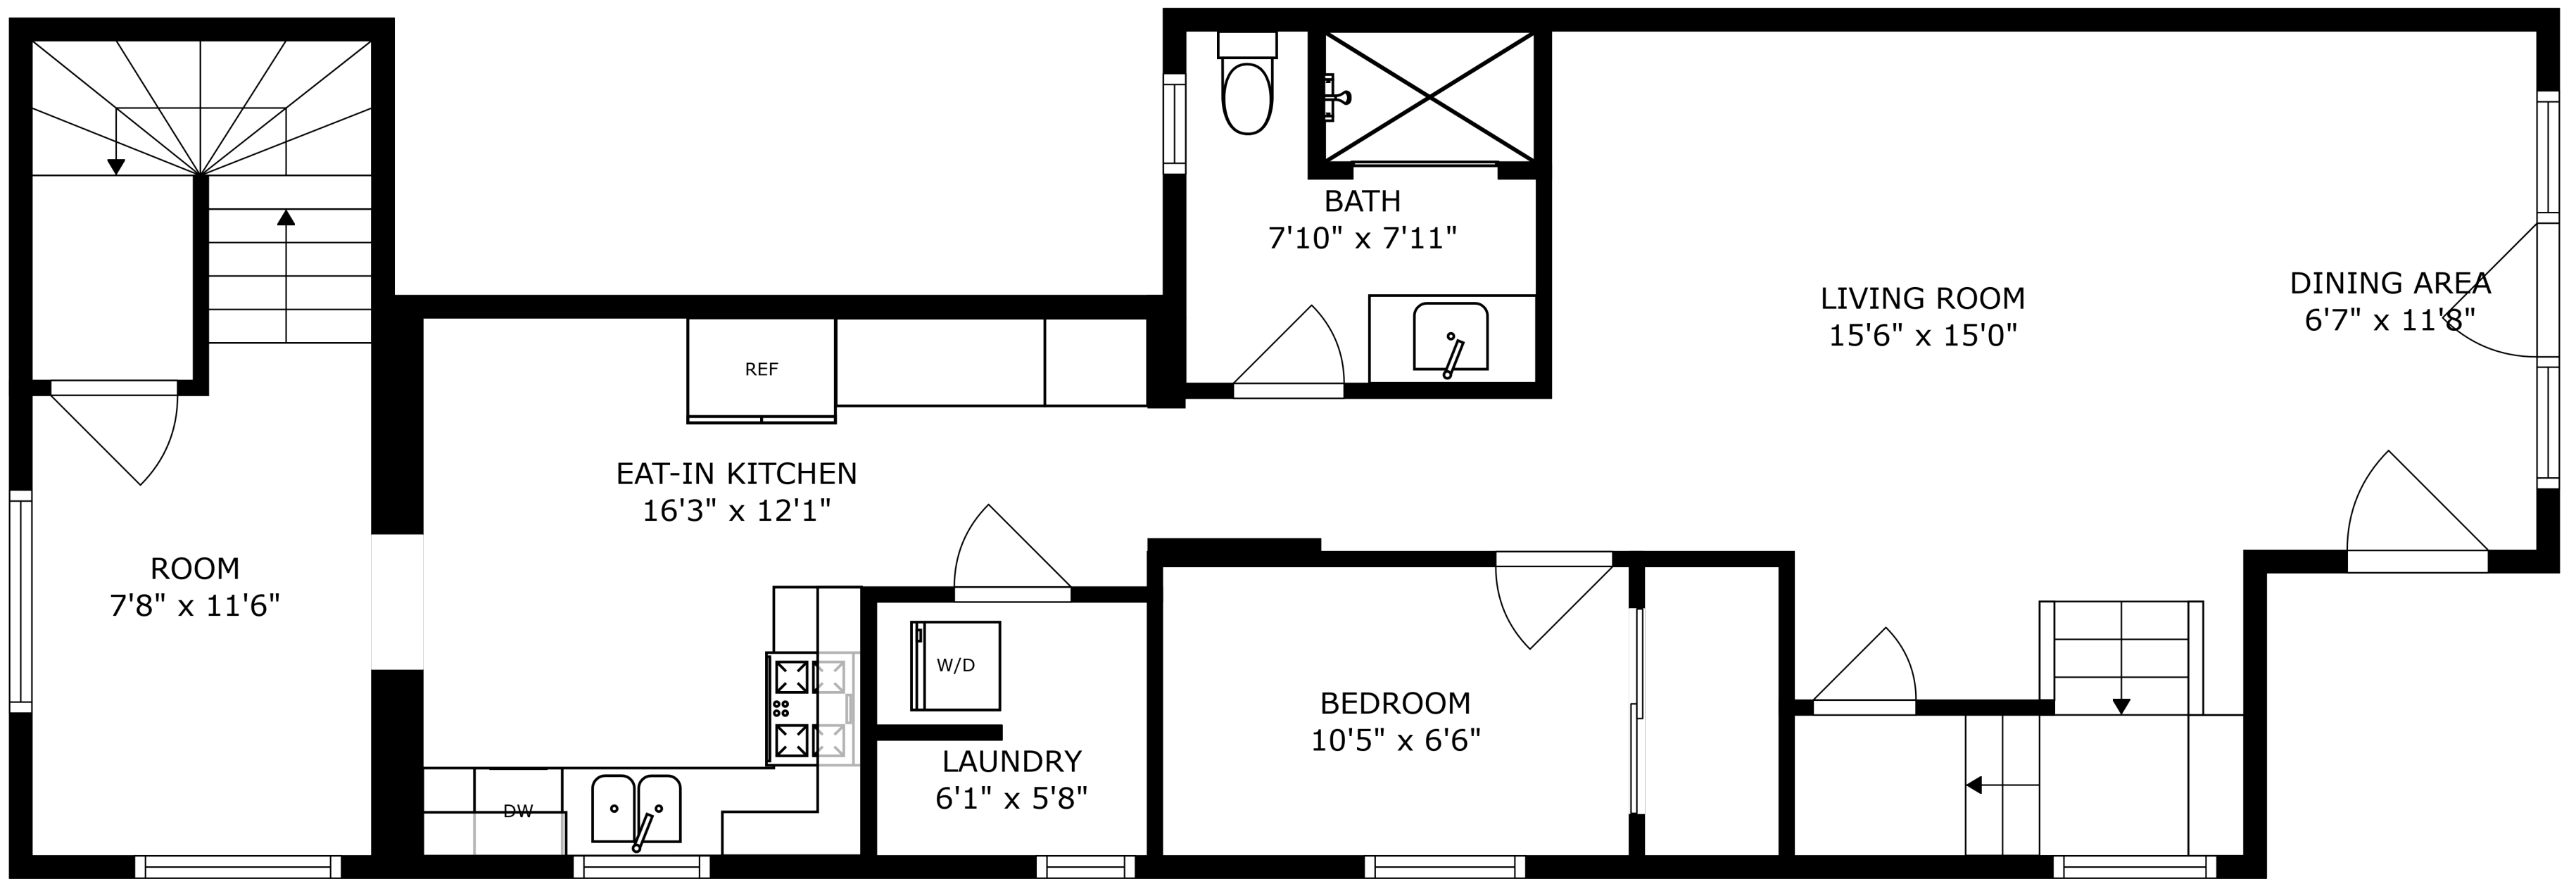 BATH
7'10" x 7'11"
LIVING ROOM
15'6" x 15'0"
DINING AREA
6'7" x 11'8"
REF
EAT-IN KITCHEN
16'3" x 12'1"
ROOM
7'8" x 11'6"
W/D
LAUNDRY
6'1" x 5'8"
BEDROOM
10'5" x 6'6"
DW